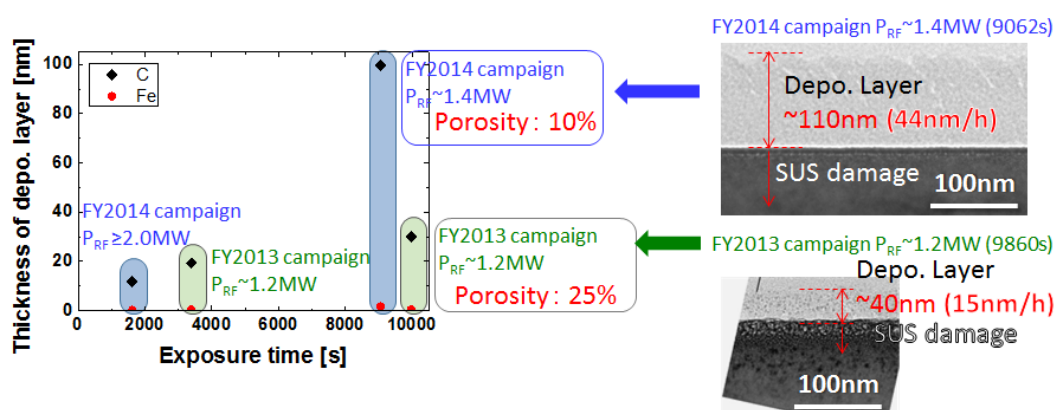 Thickness of depo. layer [nm]
100
80
60
40
20
0
C
Fe
0
2000
4000
6000
8000
10000
Exposure time [s]
FY2014 campaign
PRF≥2.0MW
FY2013 campaign
PRF~1.2MW
FY2014 campaign
PRF~1.4MW
Porosity : 10%
FY2013 campaign
PRF~1.2MW
Porosity : 25%
FY2014 campaign PRF~1.4MW (9062s)
Depo. Layer
~110nm (44nm/h)
SUS damage
100nm
FY2013 campaign PRF~1.2MW (9860s)
Depo. Layer
~40nm (15nm/h)
SUS damage
100nm